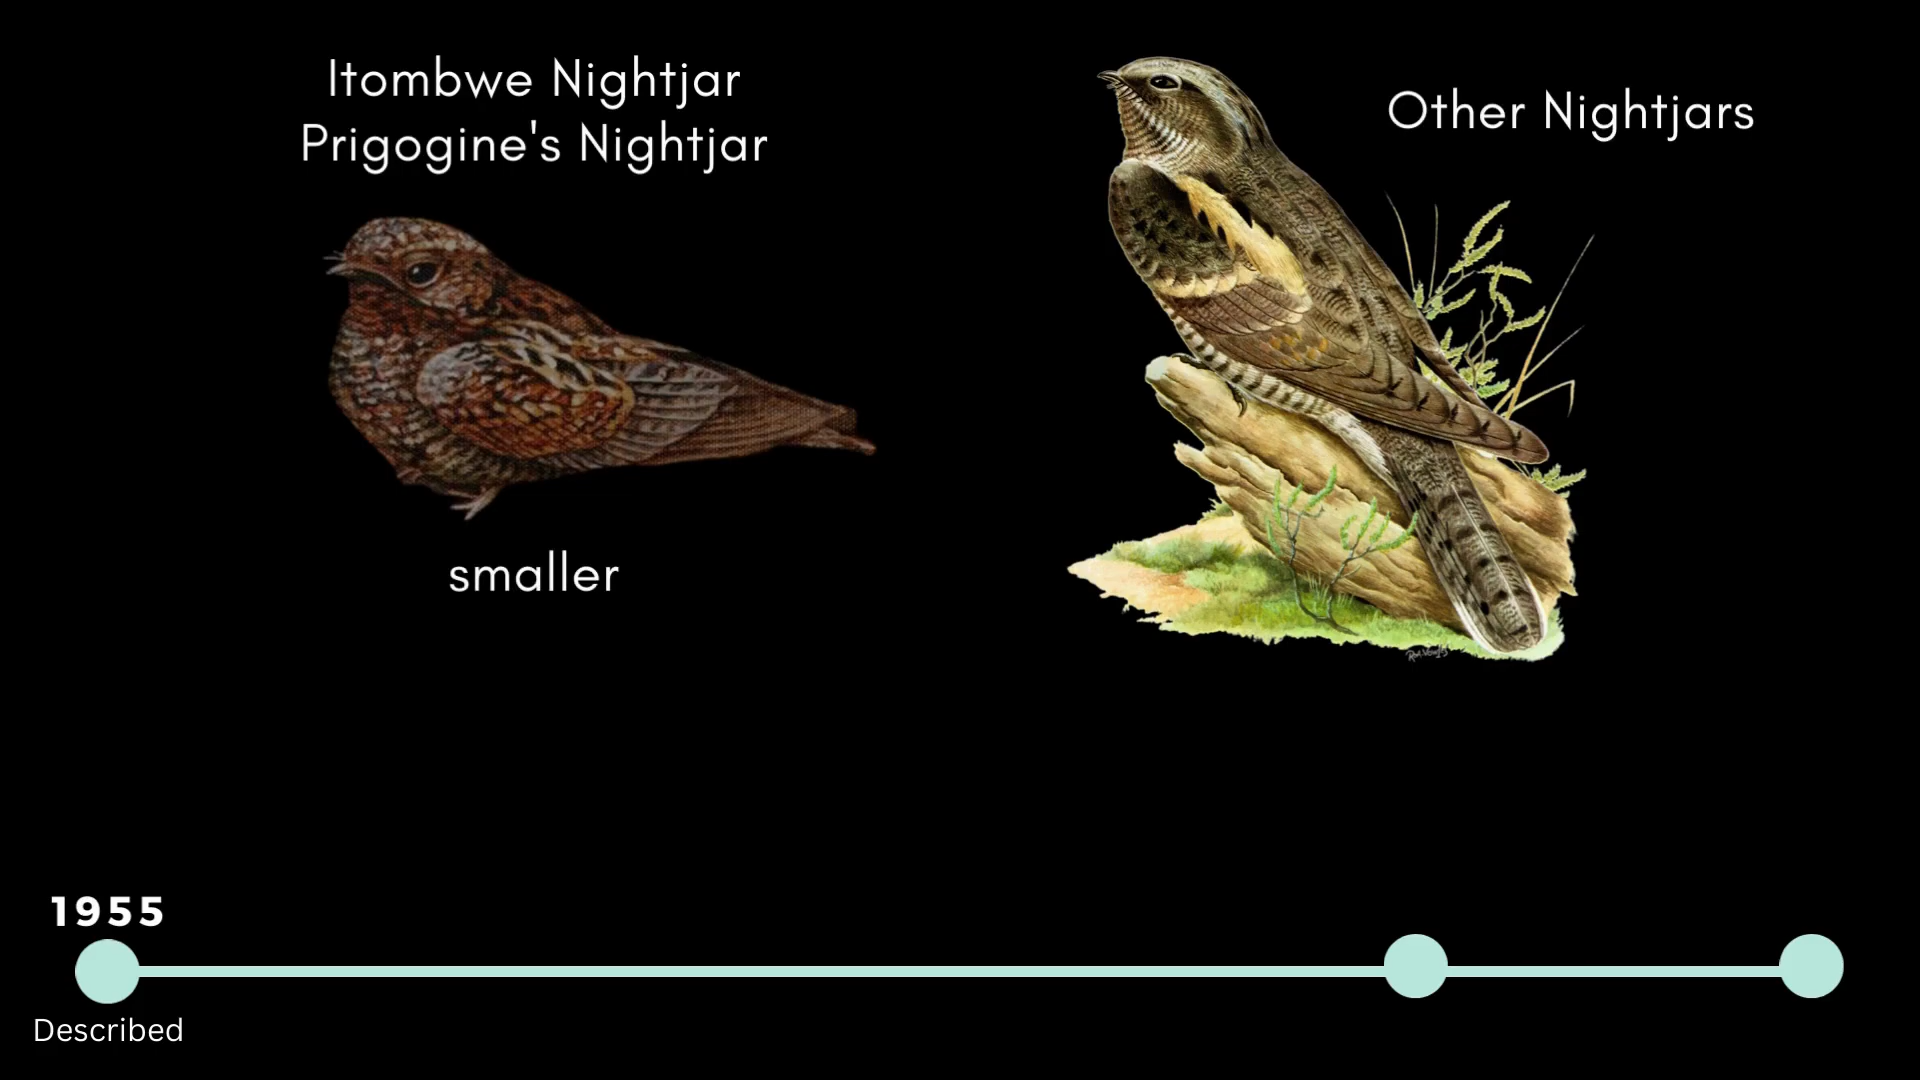 Itombwe Nightjar
Prigogine's Nightjar
Other Nightjars
smaller
1955
Described